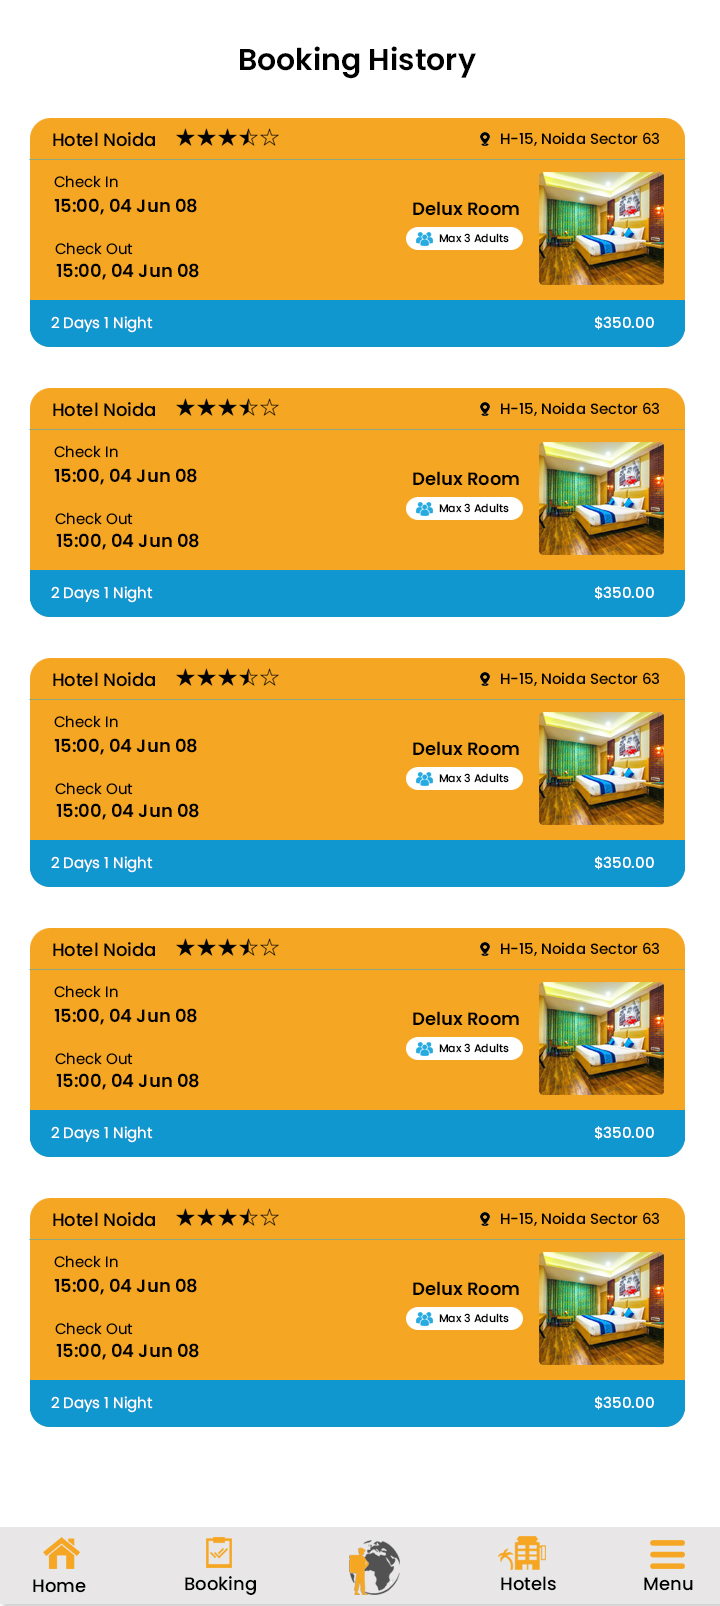 Booking History
Hotel Noida ★★★⯪☆ H-15, Noida Sector 63
Check In
15:00, 04 Jun 08
Delux Room
Max 3 Adults
Check Out
15:00, 04 Jun 08
2 Days 1 Night $350.00
Hotel Noida ★★★⯪☆ H-15, Noida Sector 63
Check In
15:00, 04 Jun 08
Delux Room
Max 3 Adults
Check Out
15:00, 04 Jun 08
2 Days 1 Night $350.00
Hotel Noida ★★★⯪☆ H-15, Noida Sector 63
Check In
15:00, 04 Jun 08
Delux Room
Max 3 Adults
Check Out
15:00, 04 Jun 08
2 Days 1 Night $350.00
Hotel Noida ★★★⯪☆ H-15, Noida Sector 63
Check In
15:00, 04 Jun 08
Delux Room
Max 3 Adults
Check Out
15:00, 04 Jun 08
2 Days 1 Night $350.00
Hotel Noida ★★★⯪☆ H-15, Noida Sector 63
Check In
15:00, 04 Jun 08
Delux Room
Max 3 Adults
Check Out
15:00, 04 Jun 08
2 Days 1 Night $350.00
Home Booking Hotels Menu